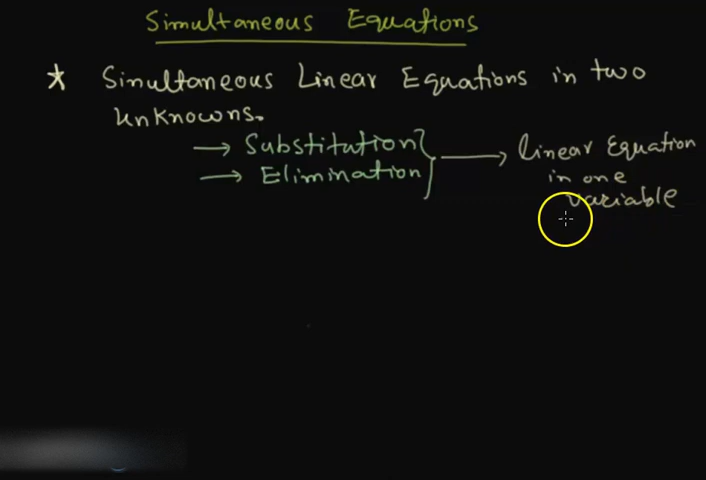 Simultaneous Equations
* Simultaneous Linear Equations in two
unknowns.
→ Substitution
→ Elimination } → Linear Equation
in one
variable